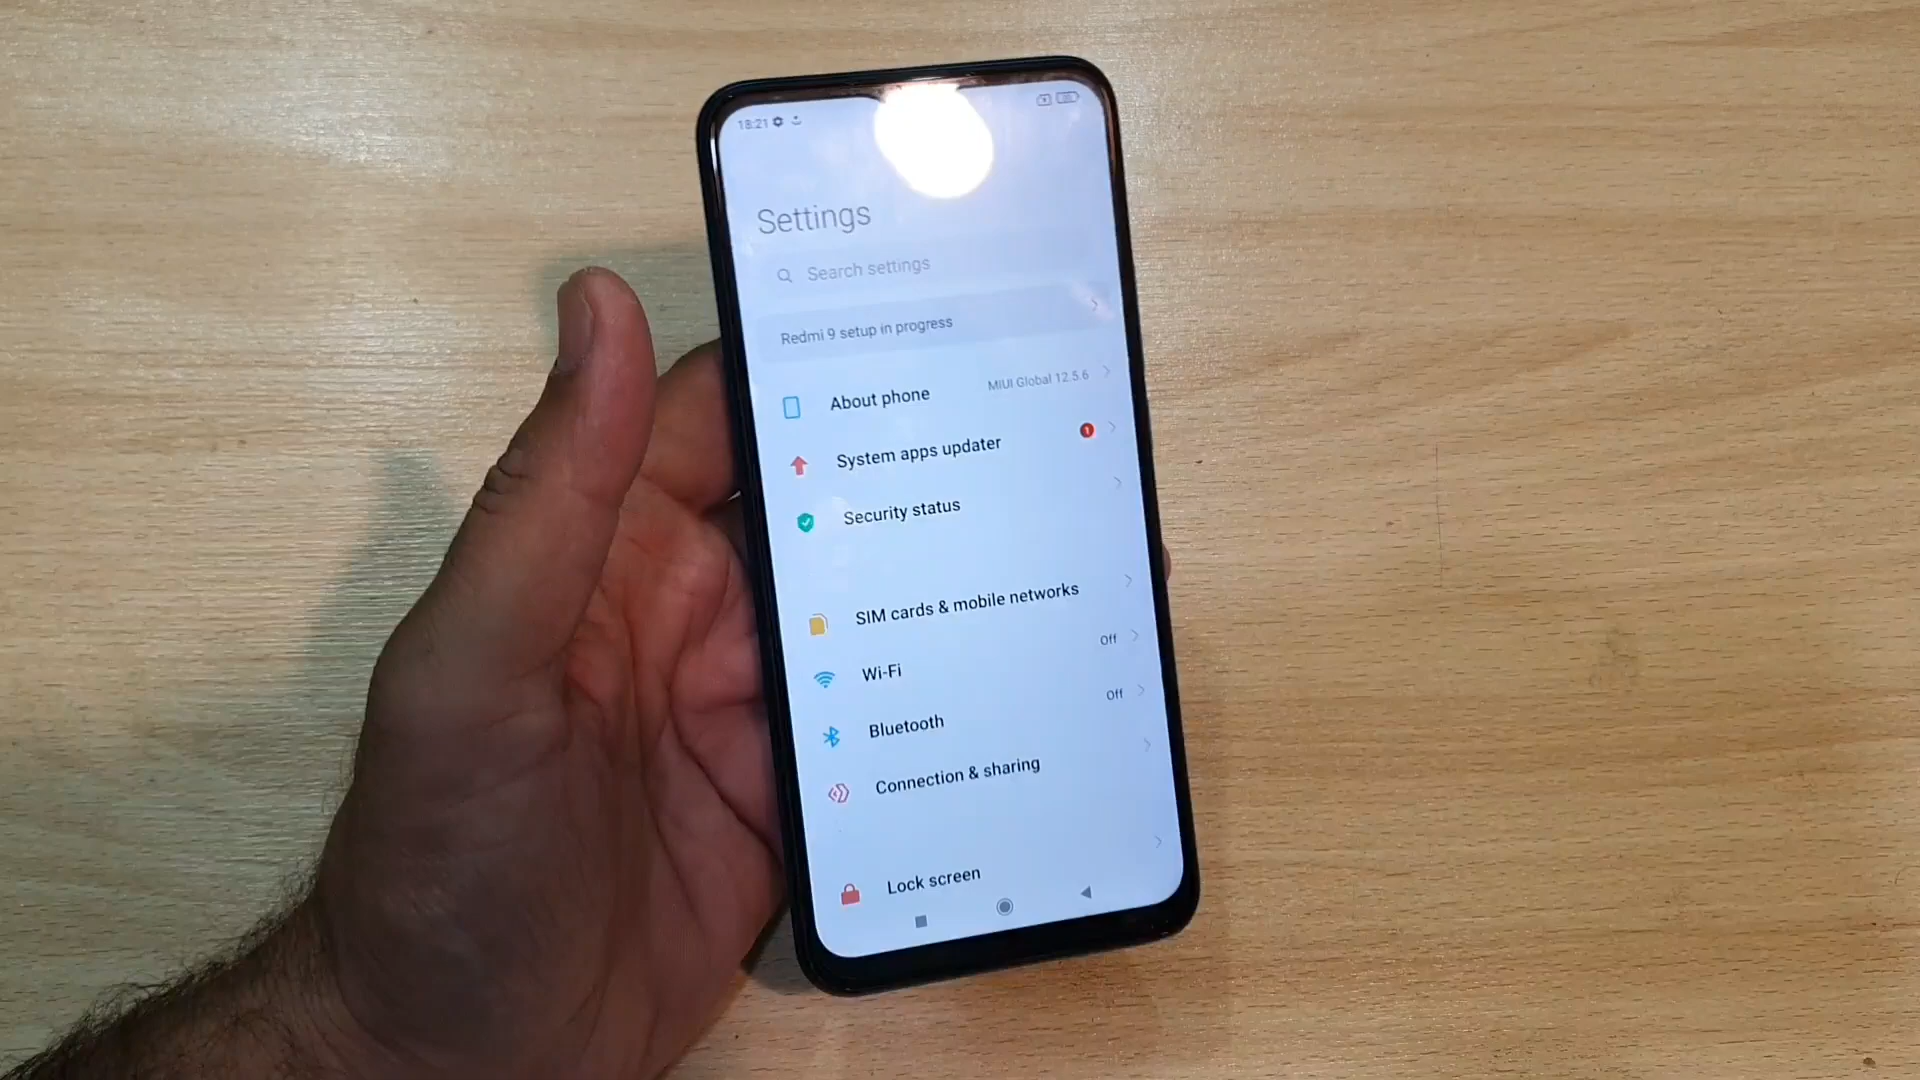 18:21
Settings
Search settings
Redmi 9 setup in progress
About phone MIUI Global 12.5.6
System apps updater 1
Security status
SIM cards & mobile networks
Wi-Fi Off
Bluetooth Off
Connection & sharing
Lock screen